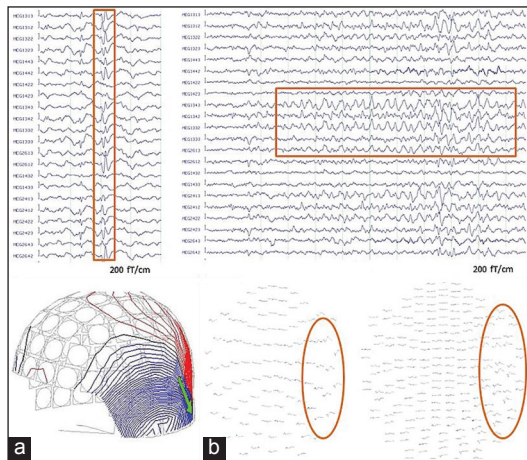 MEG1313
MEG1312
MEG1322
MEG1323
MEG1443
MEG1442
MEG1422
MEG1423
MEG1343
MEG1342
MEG1332
MEG1333
MEG2613
MEG2612
MEG1432
MEG1433
MEG2413
MEG2412
MEG2422
MEG2423
MEG2643
MEG2642
200 fT/cm
MEG1313
MEG1312
MEG1322
MEG1323
MEG1443
MEG1442
MEG1422
MEG1423
MEG1343
MEG1342
MEG1332
MEG1333
MEG2613
MEG2612
MEG1432
MEG1433
MEG2413
MEG2412
MEG2422
MEG2423
MEG2643
MEG2642
200 fT/cm
a
b